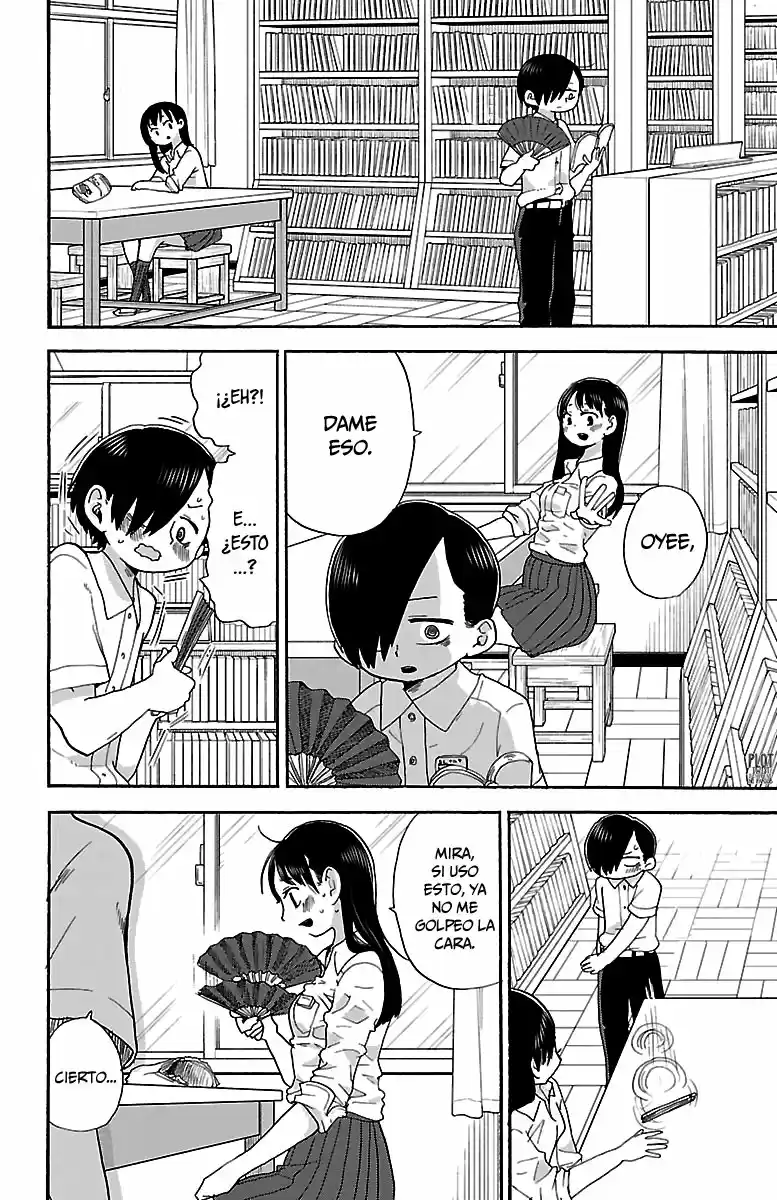 OYEE,
DAME
ESO.
¡¿EH?!
E...
¿ESTO
...?
MIRA,
SI USO
ESTO, YA
NO ME
GOLPEO LA
CARA.
CIERTO...